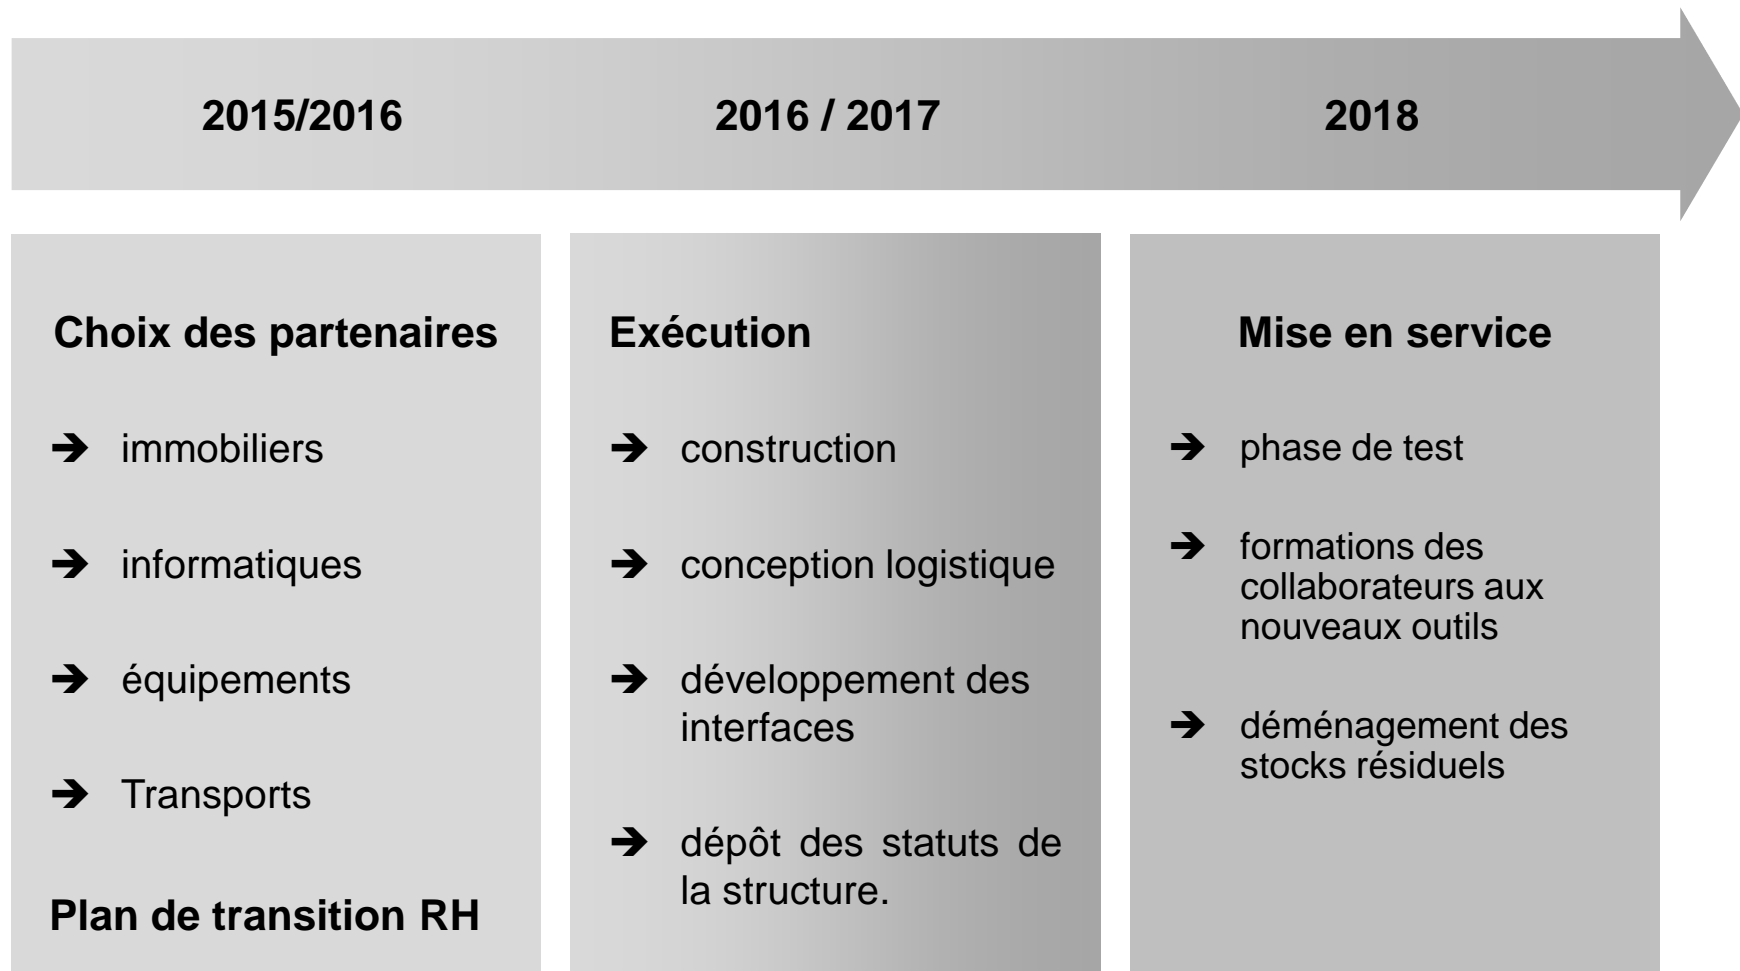 2015/2016
2016 / 2017
2018
Choix des partenaires
➔ immobiliers
➔ informatiques
➔ équipements
➔ Transports
Plan de transition RH
Exécution
➔ construction
➔ conception logistique
➔ développement des
interfaces
➔ dépôt des statuts de
la structure.
Mise en service
➔ phase de test
➔ formations des
collaborateurs aux
nouveaux outils
➔ déménagement des
stocks résiduels